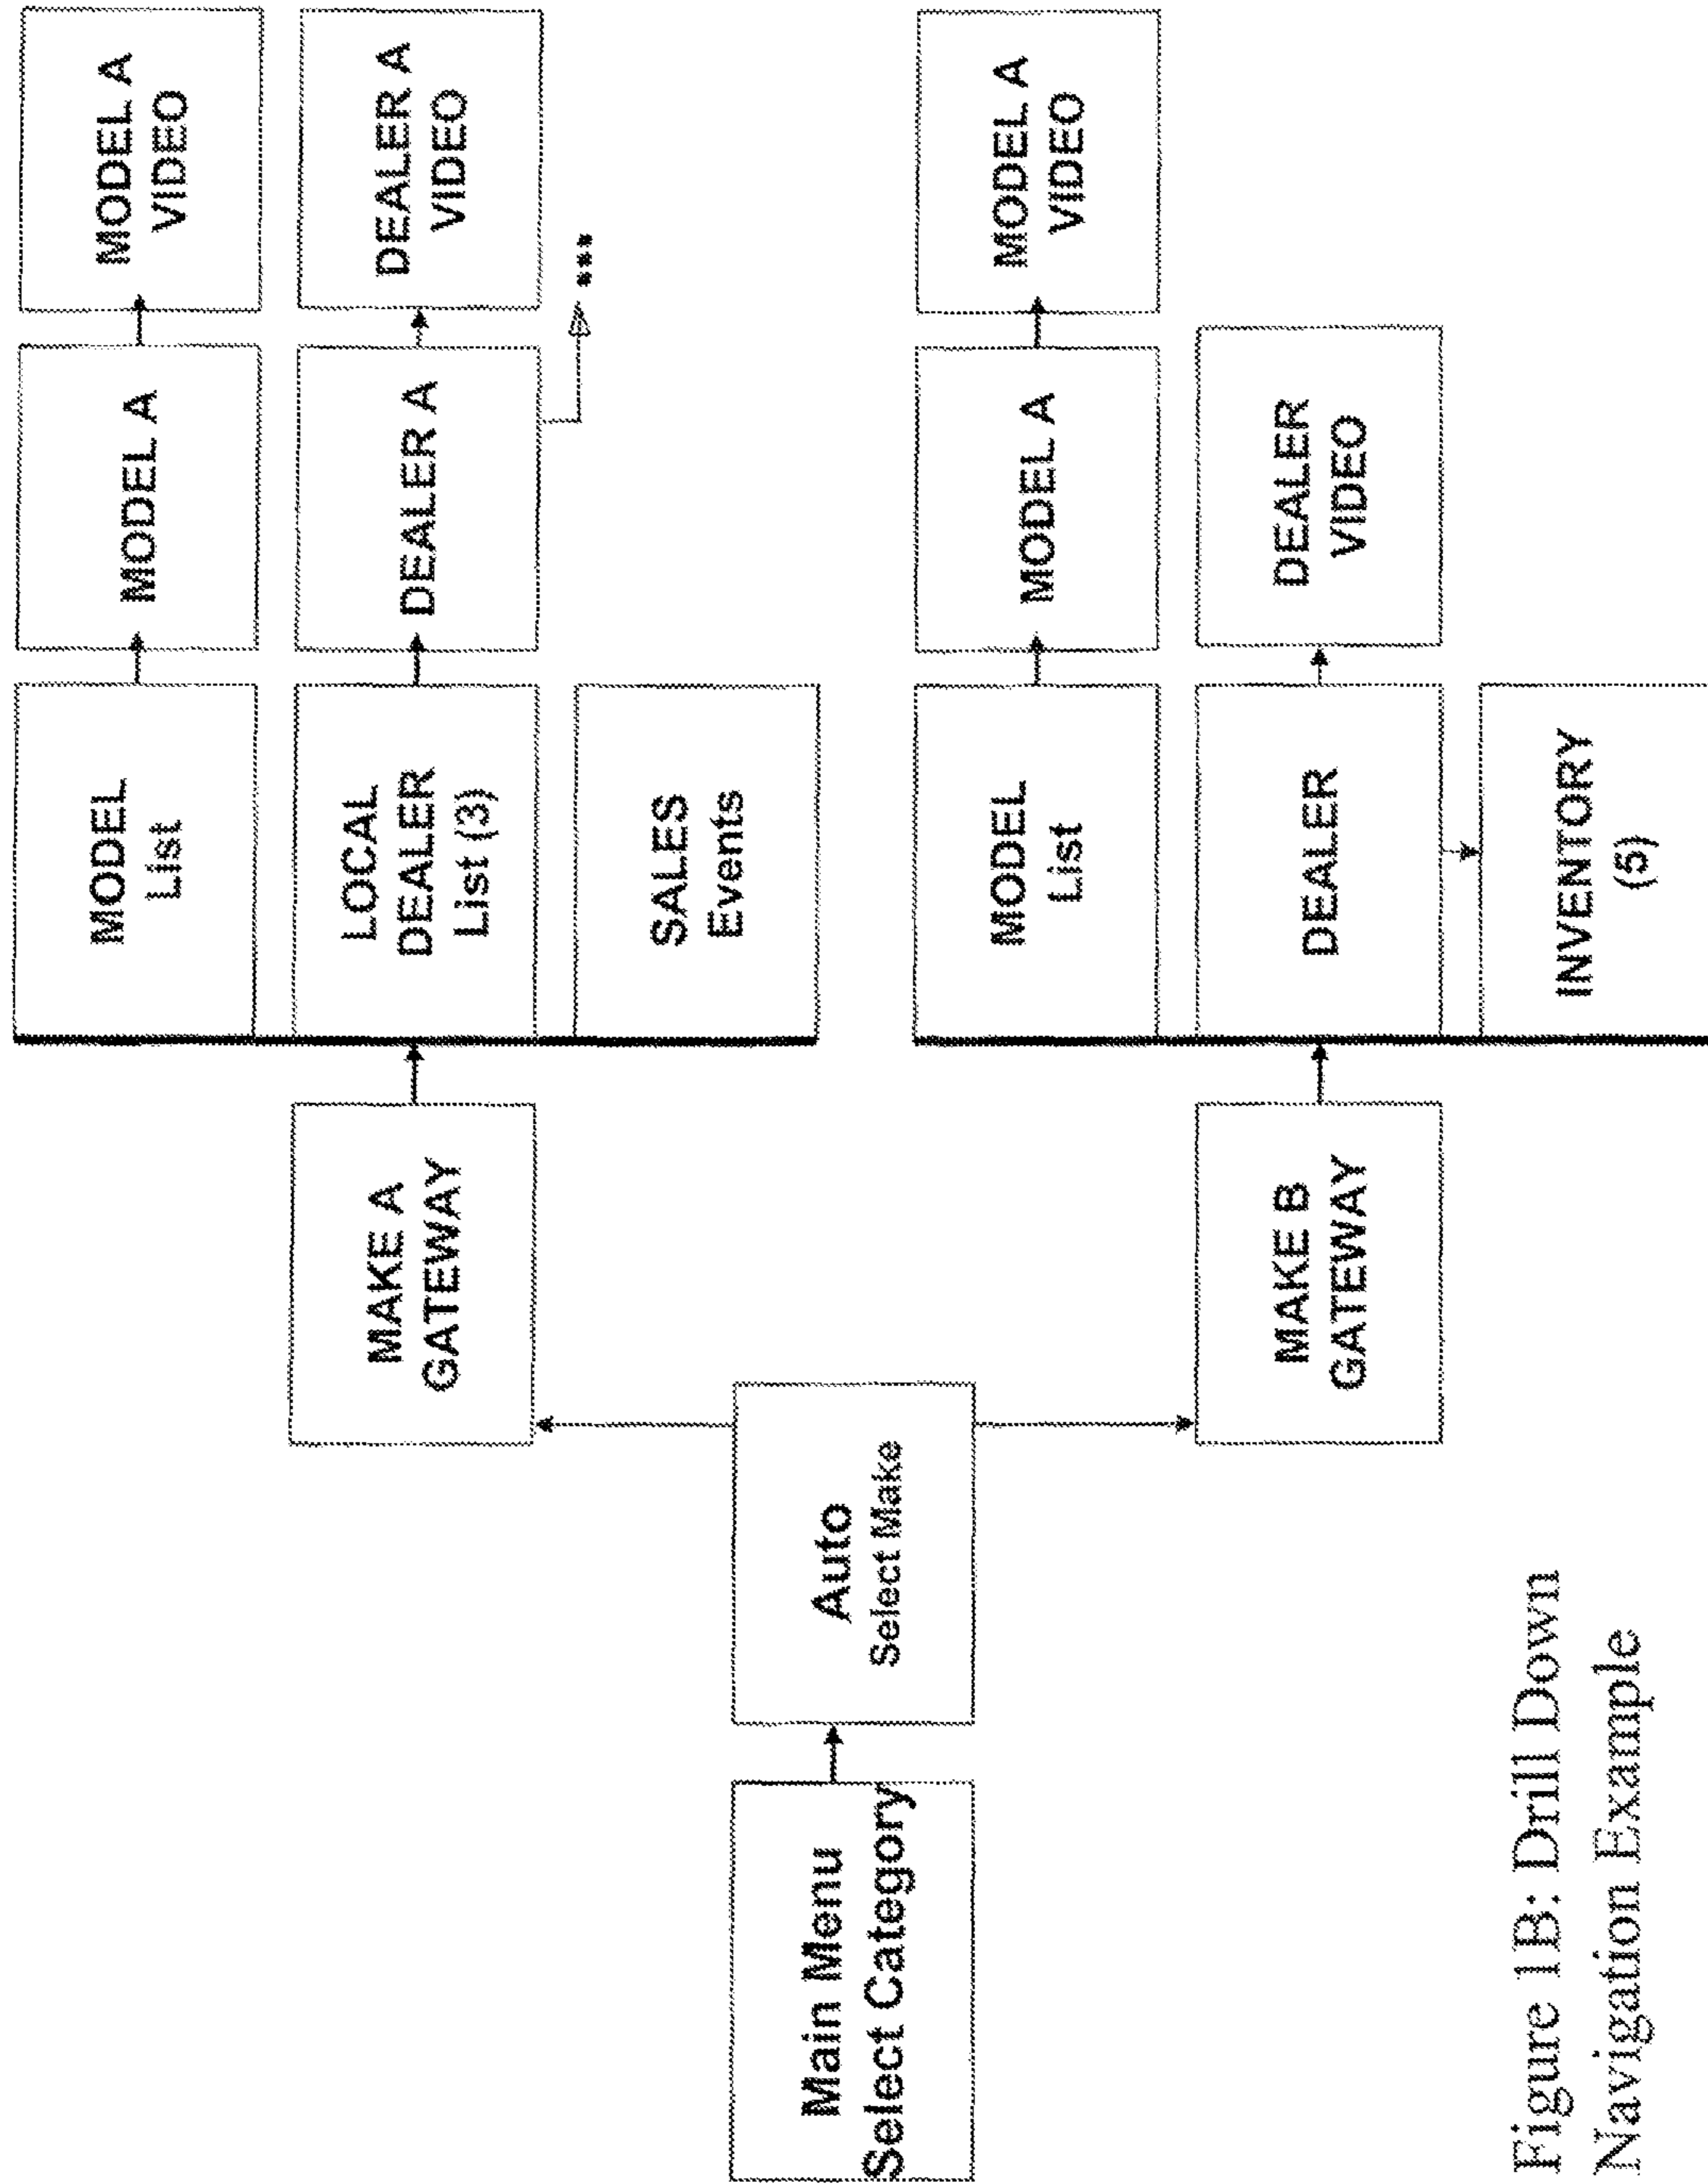 Main Menu
Select Category
Auto
Select Make
MAKE A
GATEWAY
MODEL
List
MODEL A
MODEL A
VIDEO
LOCAL
DEALER
List (3)
DEALER A
DEALER A
VIDEO
SALES
Events
MAKE B
GATEWAY
MODEL
List
MODEL A
MODEL A
VIDEO
DEALER
DEALER
VIDEO
INVENTORY
(5)
Figure 1B: Drill Down
Navigation Example